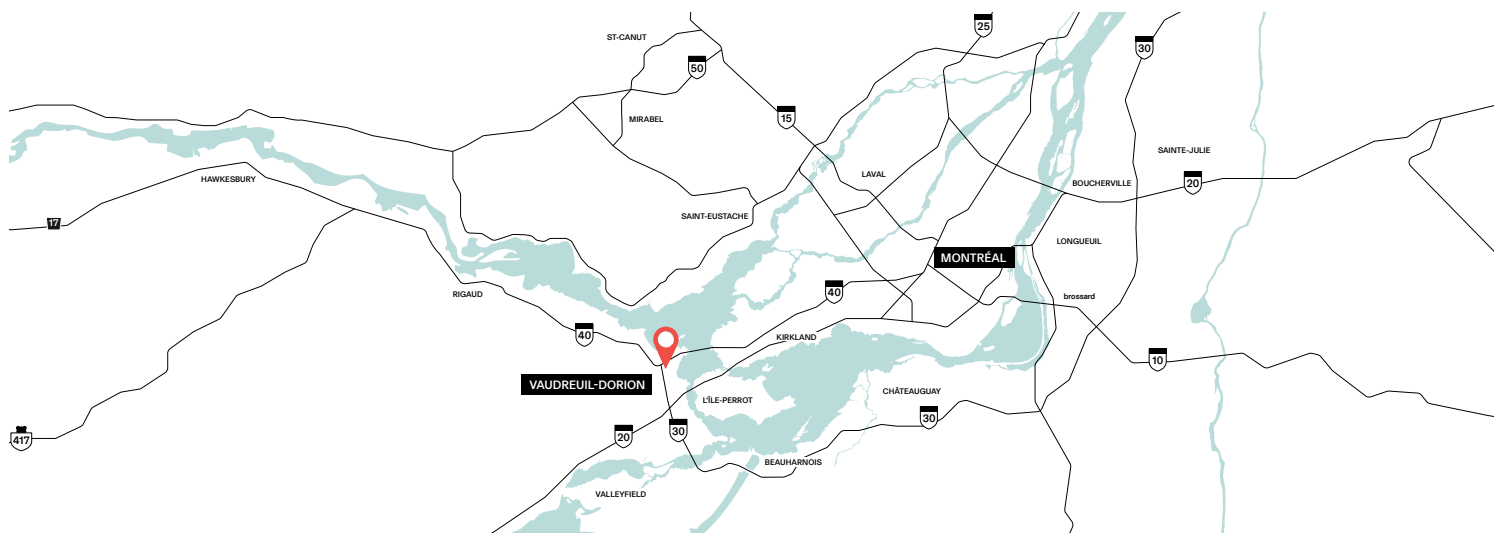 25
ST-CANUT
30
50
15
MIRABEL
SAINTE-JULIE
LAVAL
HAWKESBURY
BOUCHERVILLE
20
SAINT-EUSTACHE
17
LONGUEUIL
MONTRÉAL
RIGAUD
40
brossard
40
KIRKLAND
10
VAUDREUIL-DORION
CHÂTEAUGUAY
L'ÎLE-PERROT
30
20
30
417
BEAUHARNOIS
VALLEYFIELD